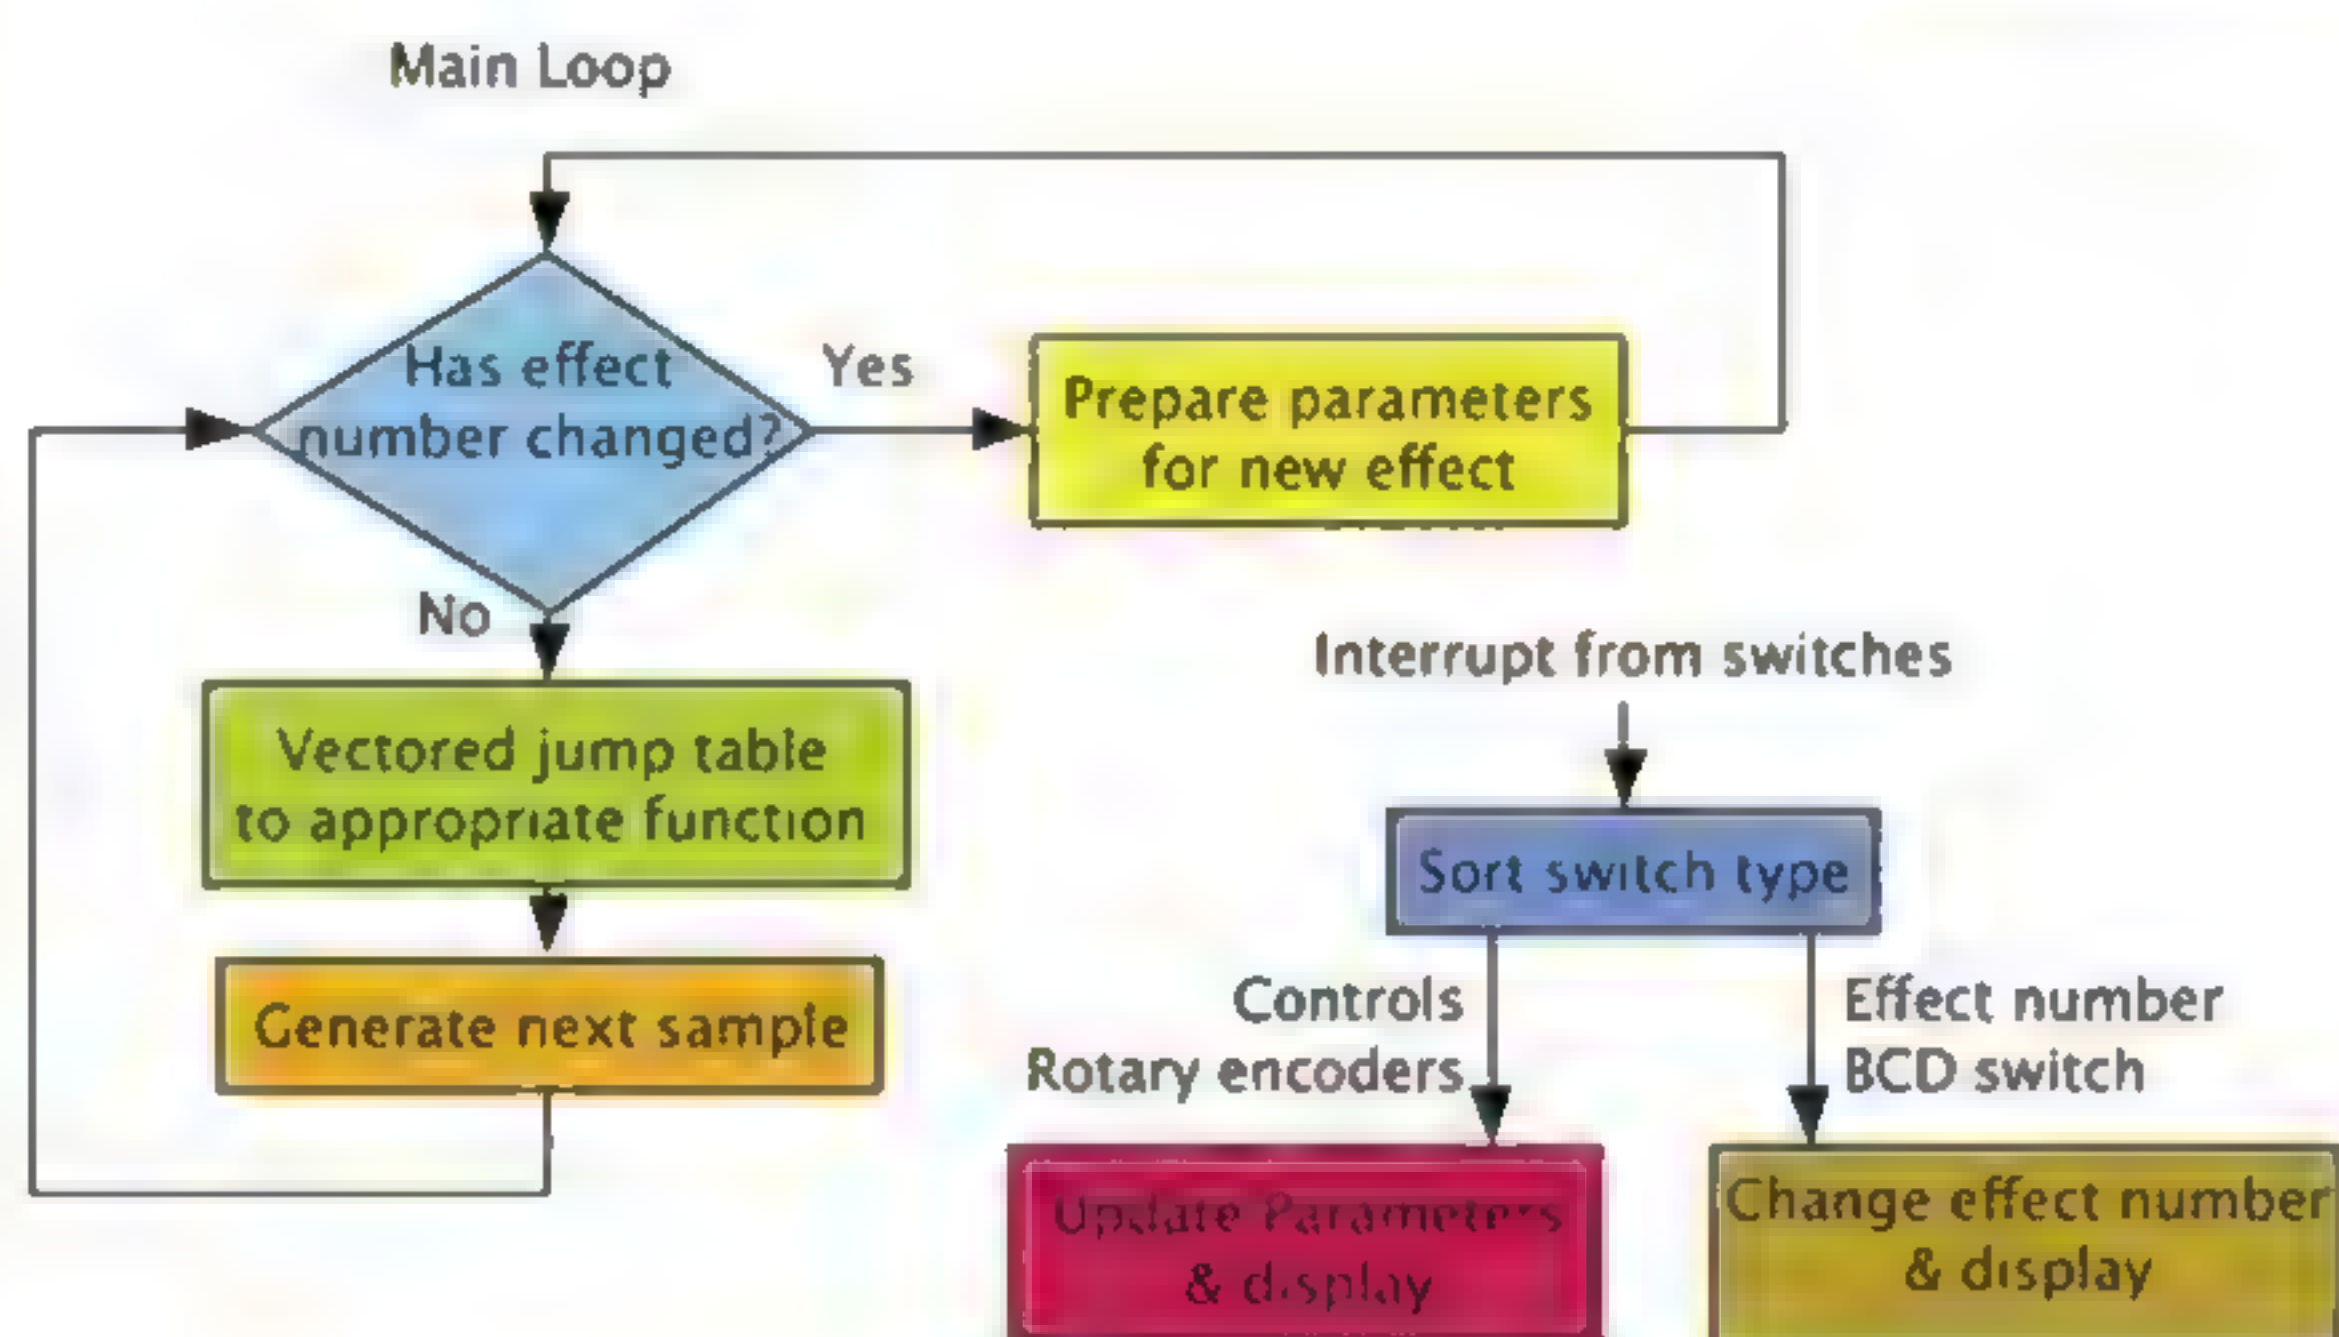 Main Loop
Has effect
number changed?
Yes
Prepare parameters
for new effect
No
Vectored jump table
to appropriate function
Generate next sample
Interrupt from switches
Sort switch type
Controls
Rotary encoders
Effect number
BCD switch
Update Parameters
& display
Change effect number
& display